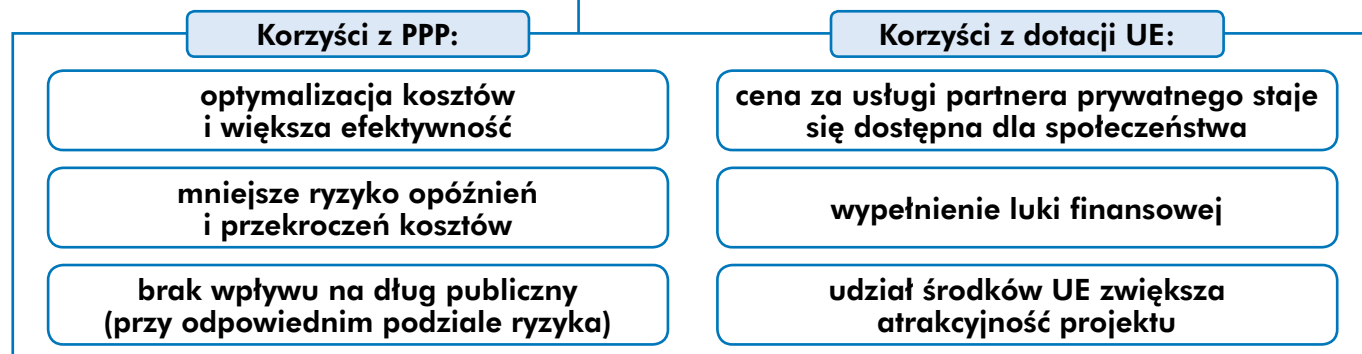 Korzyści z PPP:
optymalizacja kosztów
i większa efektywność
mniejsze ryzyko opóźnień
i przekroczeń kosztów
brak wpływu na dług publiczny
(przy odpowiednim podziale ryzyka)
Korzyści z dotacji UE:
cena za usługi partnera prywatnego staje
się dostępna dla społeczeństwa
wypełnienie luki finansowej
udział środków UE zwiększa
atrakcyjność projektu